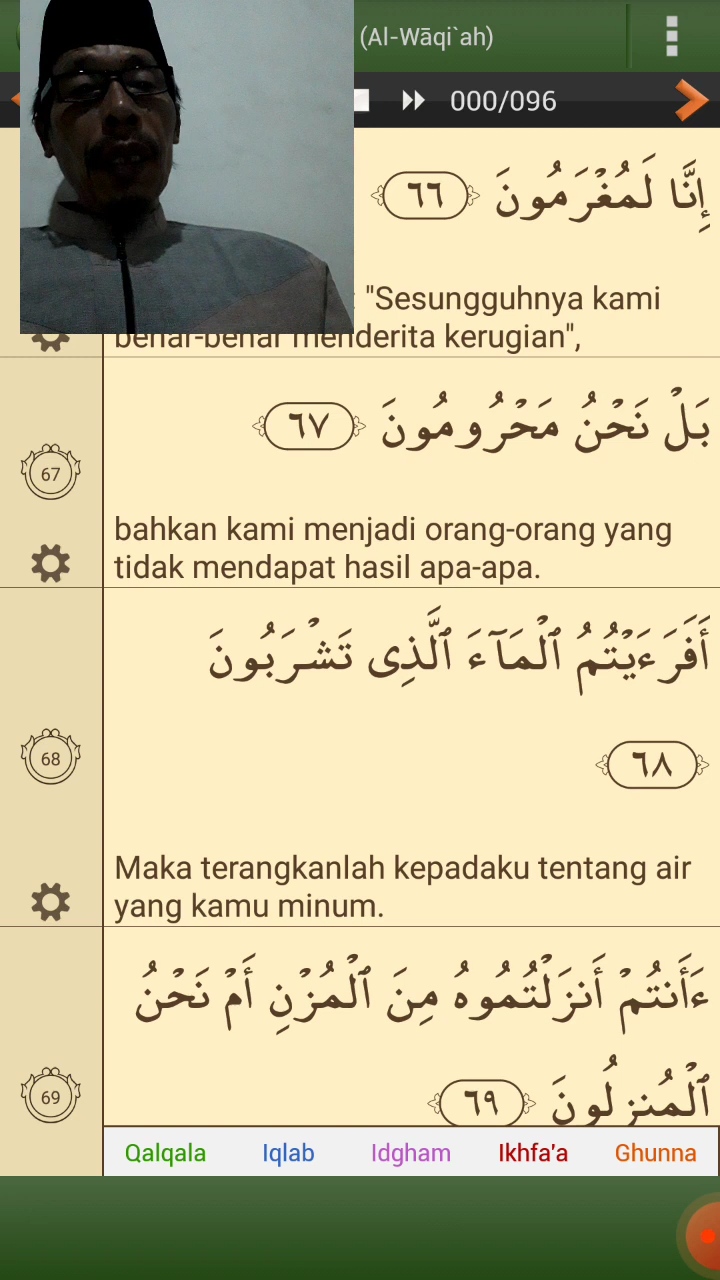 (Al-Wāqi`ah)
000/096
إِنَّا لَمُغْرَمُونَ ٦٦
: "Sesungguhnya kami
benar-benar menderita kerugian",
بَلْ نَحْنُ مَحْرُومُونَ ٦٧
67
bahkan kami menjadi orang-orang yang
tidak mendapat hasil apa-apa.
أَفَرَءَيْتُمُ ٱلْمَآءَ ٱلَّذِى تَشْرَبُونَ
٦٨
68
Maka terangkanlah kepadaku tentang air
yang kamu minum.
ءَأَنتُمْ أَنزَلْتُمُوهُ مِنَ ٱلْمُزْنِ أَمْ نَحْنُ
ٱلْمُنزِلُونَ ٦٩
69
Qalqala Iqlab Idgham Ikhfa'a Ghunna